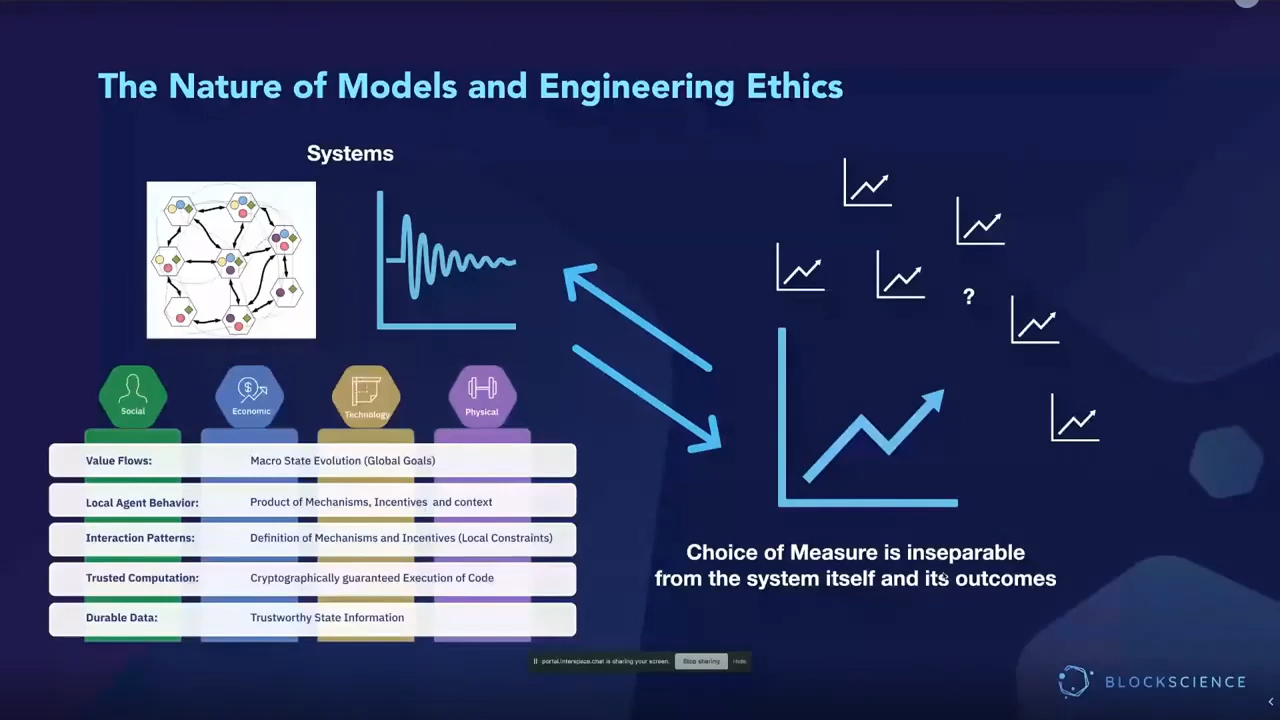 The Nature of Models and Engineering Ethics
Systems
?
Social
Economic
Technology
Physical
Value Flows: Macro State Evolution (Global Goals)
Local Agent Behavior: Product of Mechanisms, Incentives and context
Interaction Patterns: Definition of Mechanisms and Incentives (Local Constraints)
Trusted Computation: Cryptographically guaranteed Execution of Code
Durable Data: Trustworthy State Information
Choice of Measure is inseparable
from the system itself and its outcomes
portal.interspace.chat is sharing your screen. Stop sharing Hide
BLOCKSCIENCE